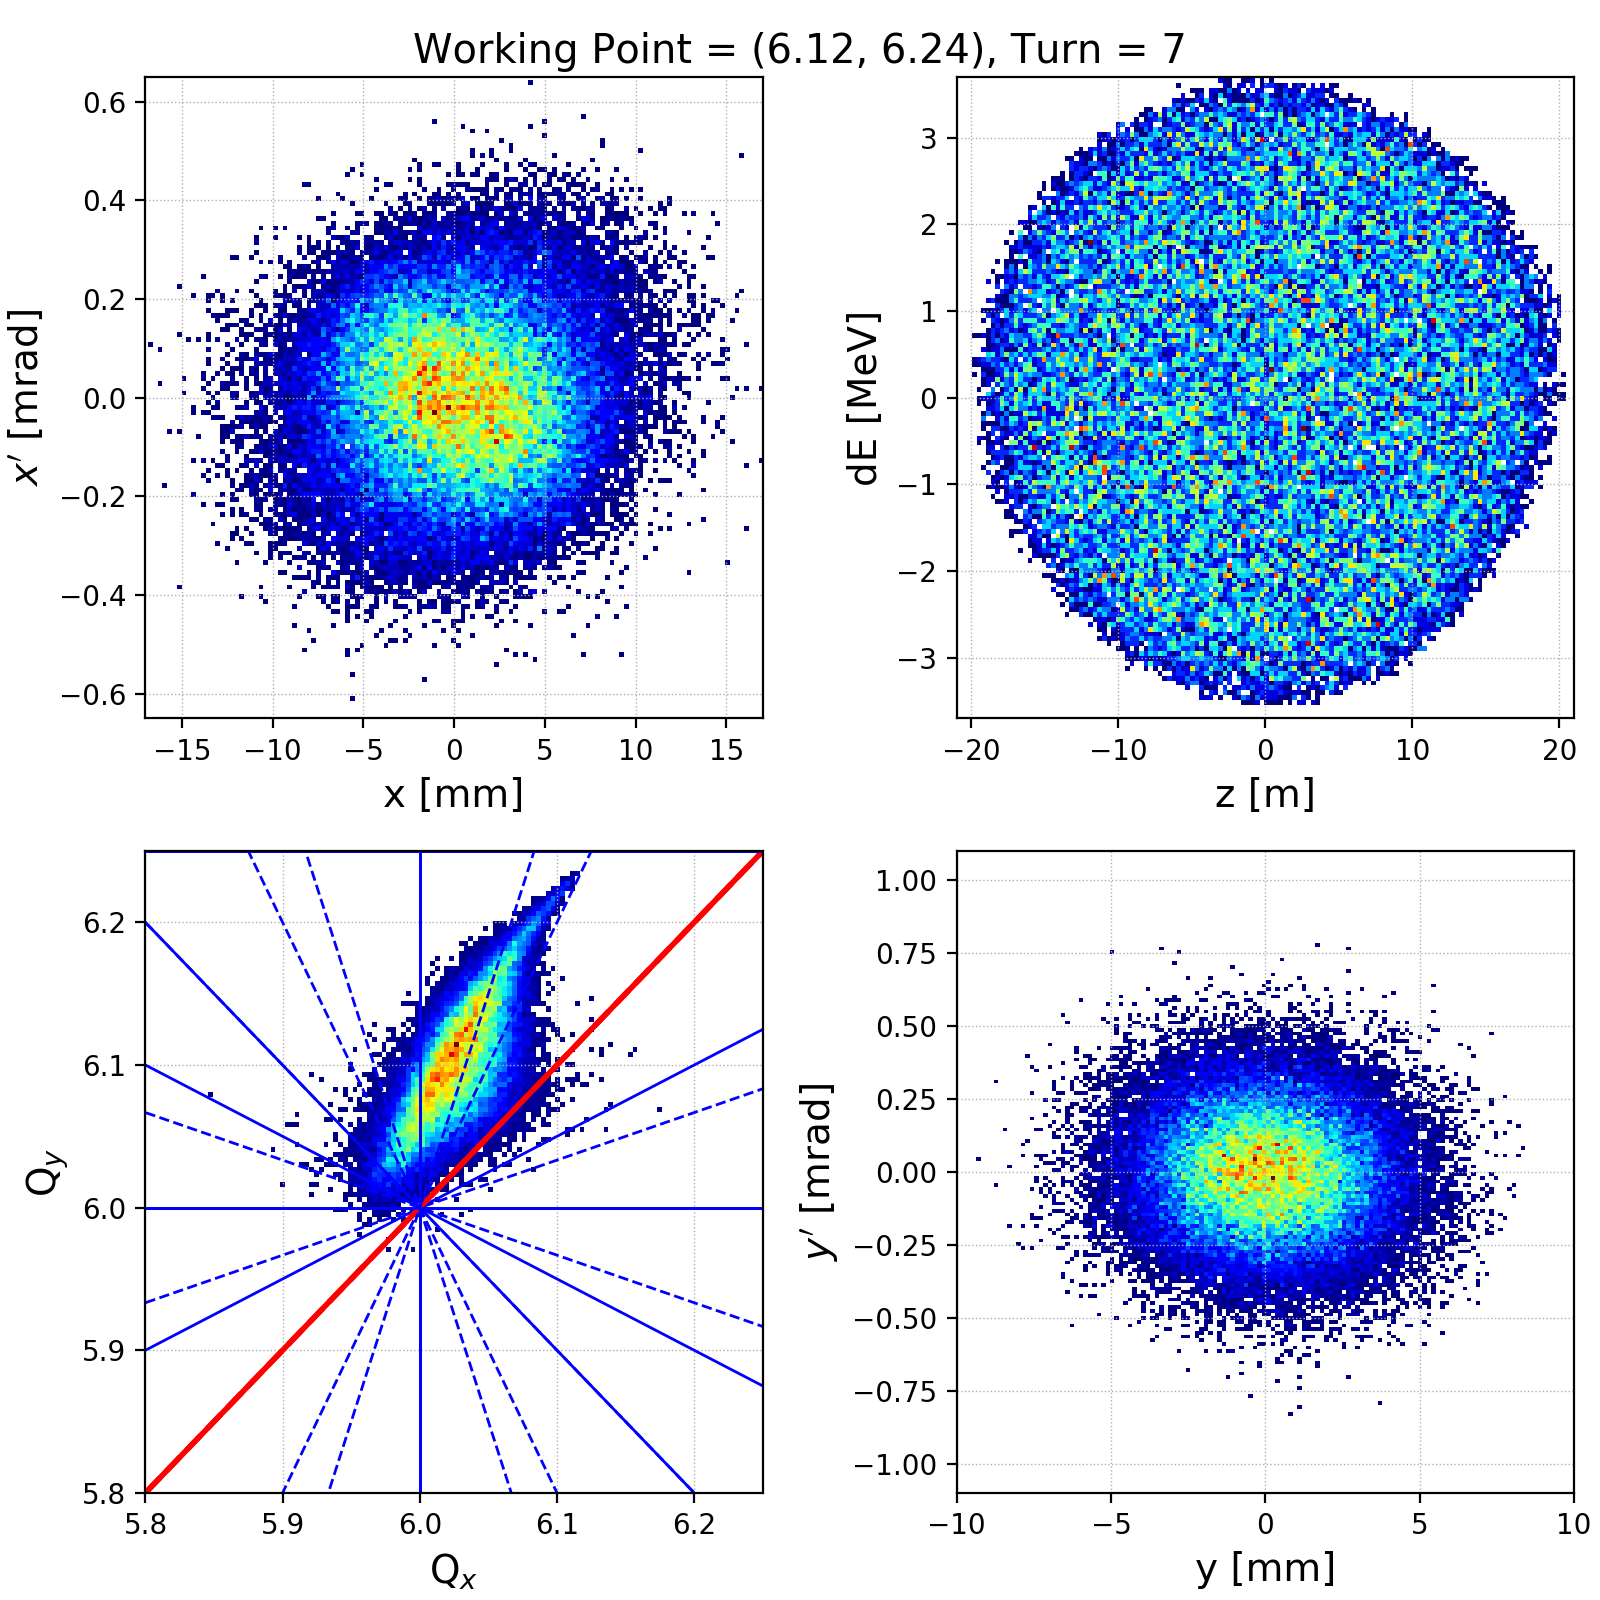 Working Point = (6.12, 6.24), Turn = 7
0.6
0.4
0.2
0.0
−0.2
−0.4
−0.6
x′ [mrad]
−15 −10 −5 0 5 10 15
x [mm]
3
2
1
0
−1
−2
−3
dE [MeV]
−20 −10 0 10 20
z [m]
6.2
6.1
6.0
5.9
5.8
Qy
5.8 5.9 6.0 6.1 6.2
Qx
1.00
0.75
0.50
0.25
0.00
−0.25
−0.50
−0.75
−1.00
y′ [mrad]
−10 −5 0 5 10
y [mm]